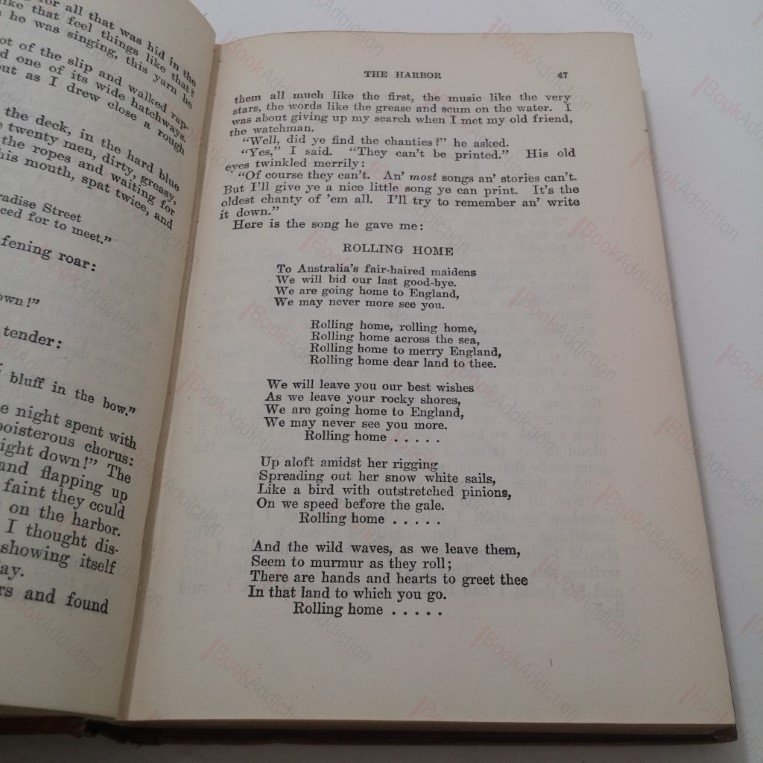 for all that was hid in the
like that feel things like that?
s he was singing, this yarn he
ot of the slip and walked rap-
d one of its wide hatchways.
out as I drew close a rough
the deck, in the hard blue
e twenty men, dirty, greasy,
the ropes and waiting for
his mouth, spat twice, and
radise Street
ced for to meet."
fening roar:
own!"
tender:
bluff in the bow."
e night spent with
boisterous chorus:
ight down!" The
and flapping up
faint they could
on the harbor.
I thought dis-
showing itself
ay.
rs and found
THE HARBOR 47
them all much like the first, the music like the very
stars, the words like the grease and scum on the water. I
was about giving up my search when I met my old friend,
the watchman.
"Well, did ye find the chanties?" he asked.
"Yes," I said. "They can't be printed." His old
eyes twinkled merrily:
"Of course they can't. An' most songs an' stories can't.
But I'll give ye a nice little song ye can print. It's the
oldest chanty of 'em all. I'll try to remember an' write
it down."
Here is the song he gave me:
ROLLING HOME
To Australia's fair-haired maidens
We will bid our last good-bye.
We are going home to England,
We may never more see you.
Rolling home, rolling home,
Rolling home across the sea,
Rolling home to merry England,
Rolling home dear land to thee.
We will leave you our best wishes
As we leave your rocky shores,
We are going home to England,
We may never see you more.
Rolling home . . . . .
Up aloft amidst her rigging
Spreading out her snow white sails,
Like a bird with outstretched pinions,
On we speed before the gale.
Rolling home . . . . .
And the wild waves, as we leave them,
Seem to murmur as they roll;
There are hands and hearts to greet thee
In that land to which you go.
Rolling home . . . . .
BookAddiction